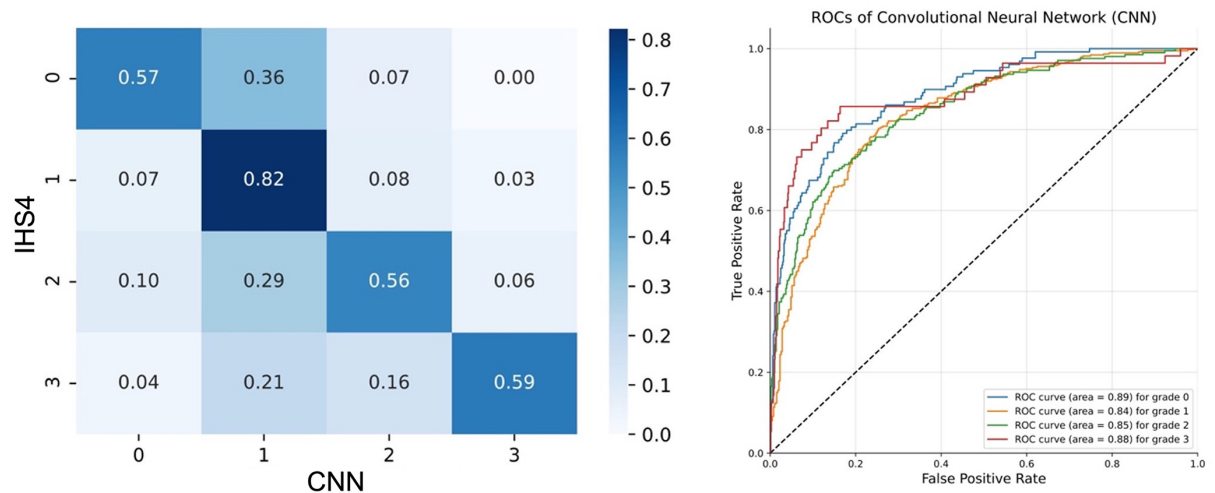 0 0.57 0.36 0.07 0.00
1 0.07 0.82 0.08 0.03
2 0.10 0.29 0.56 0.06
3 0.04 0.21 0.16 0.59
0 1 2 3
IHS4
CNN
0.8
0.7
0.6
0.5
0.4
0.3
0.2
0.1
0.0
ROCs of Convolutional Neural Network (CNN)
1.0
0.8
0.6
0.4
0.2
0.0
True Positive Rate
ROC curve (area = 0.89) for grade 0
ROC curve (area = 0.84) for grade 1
ROC curve (area = 0.85) for grade 2
ROC curve (area = 0.88) for grade 3
0.0 0.2 0.4 0.6 0.8 1.0
False Positive Rate